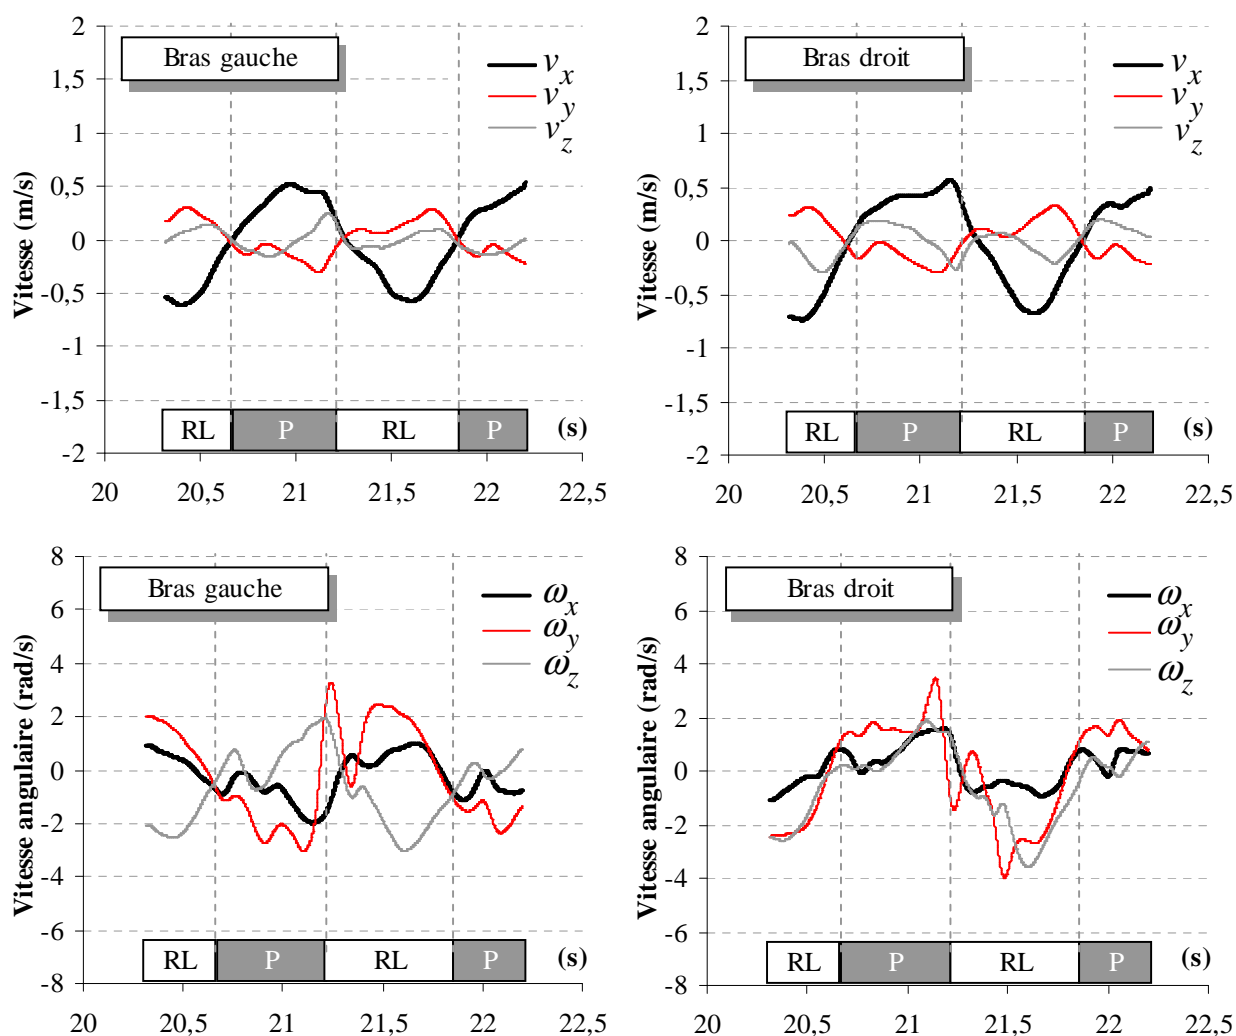 Bras gauche
Vitesse (m/s)
2
1,5
1
0,5
0
-0,5
-1
-1,5
-2
v_x
v_y
v_z
RL P RL P (s)
20 20,5 21 21,5 22 22,5
Bras droit
Vitesse (m/s)
2
1,5
1
0,5
0
-0,5
-1
-1,5
-2
v_x
v_y
v_z
RL P RL P (s)
20 20,5 21 21,5 22 22,5
Bras gauche
Vitesse angulaire (rad/s)
8
6
4
2
0
-2
-4
-6
-8
ω_x
ω_y
ω_z
RL P RL P (s)
20 20,5 21 21,5 22 22,5
Bras droit
Vitesse angulaire (rad/s)
8
6
4
2
0
-2
-4
-6
-8
ω_x
ω_y
ω_z
RL P RL P (s)
20 20,5 21 21,5 22 22,5